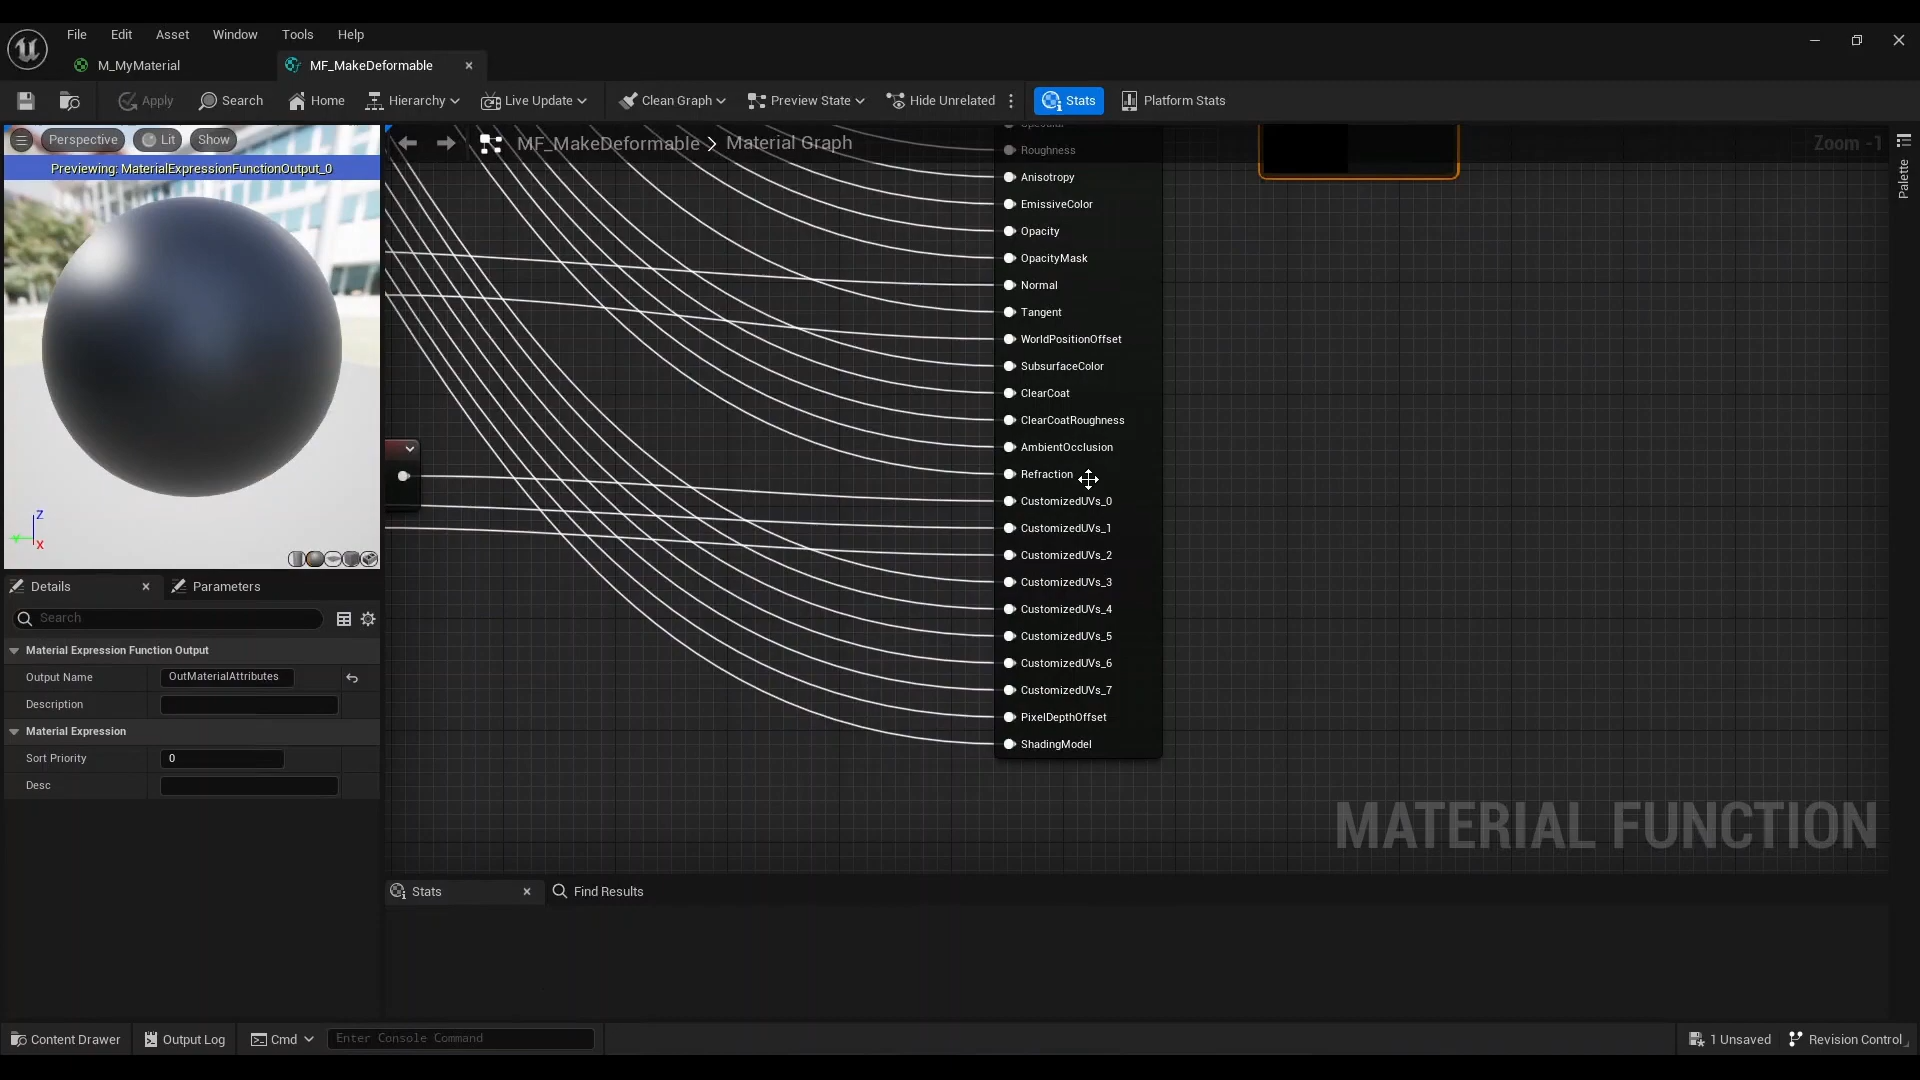 File Edit Asset Window Tools Help
M_MyMaterial MF_MakeDeformable
Apply Search Home Hierarchy Live Update Clean Graph Preview State Hide Unrelated Stats Platform Stats
Perspective Lit Show
Previewing: MaterialExpressionFunctionOutput_0
Z
Y
X
MF_MakeDeformable > Material Graph
Zoom -1
Palette
Specular
Roughness
Anisotropy
EmissiveColor
Opacity
OpacityMask
Normal
Tangent
WorldPositionOffset
SubsurfaceColor
ClearCoat
ClearCoatRoughness
AmbientOcclusion
Refraction
CustomizedUVs_0
CustomizedUVs_1
CustomizedUVs_2
CustomizedUVs_3
CustomizedUVs_4
CustomizedUVs_5
CustomizedUVs_6
CustomizedUVs_7
PixelDepthOffset
ShadingModel
MATERIAL FUNCTION
Details Parameters
Search
Material Expression Function Output
Output Name OutMaterialAttributes
Description
Material Expression
Sort Priority 0
Desc
Stats Find Results
Content Drawer Output Log Cmd Enter Console Command 1 Unsaved Revision Control